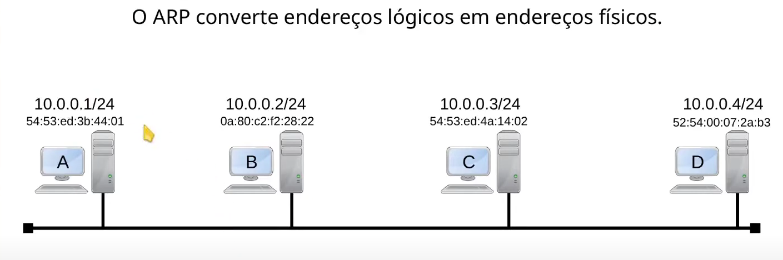 O ARP converte endereços lógicos em endereços físicos.
10.0.0.1/24
54:53:ed:3b:44:01
A
10.0.0.2/24
0a:80:c2:f2:28:22
B
10.0.0.3/24
54:53:ed:4a:14:02
C
10.0.0.4/24
52:54:00:07:2a:b3
D